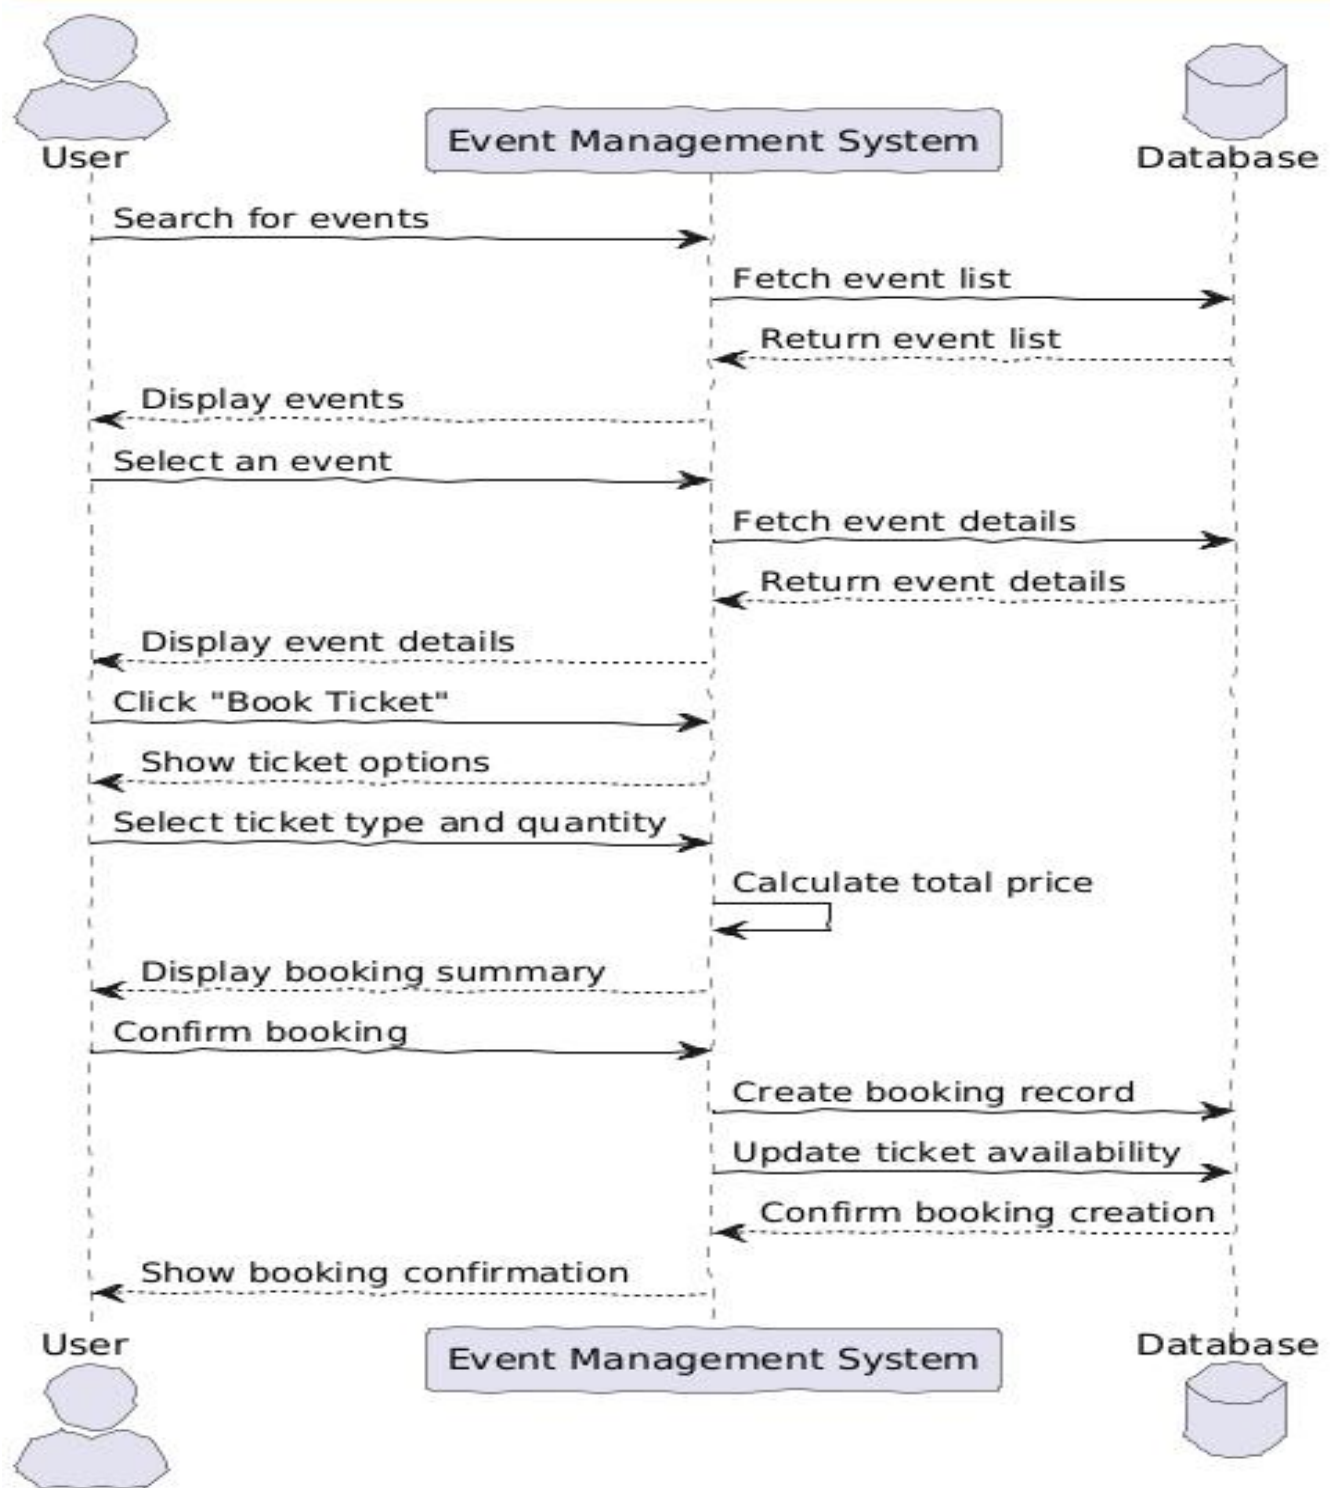 User
Event Management System
Database
Search for events
Fetch event list
Return event list
Display events
Select an event
Fetch event details
Return event details
Display event details
Click "Book Ticket"
Show ticket options
Select ticket type and quantity
Calculate total price
Display booking summary
Confirm booking
Create booking record
Update ticket availability
Confirm booking creation
Show booking confirmation
User
Event Management System
Database